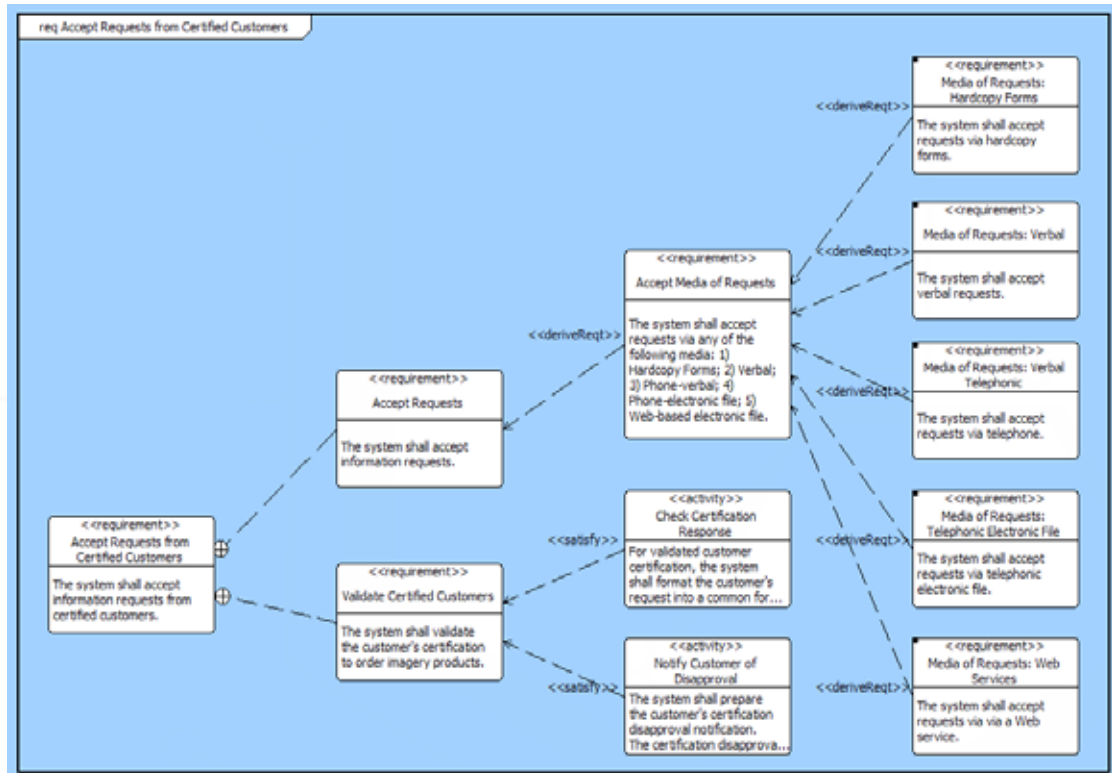 req Accept Requests from Certified Customers
<<requirement>>
Media of Requests:
Hardcopy Forms
The system shall accept
requests via hardcopy
forms.
<<deriveReqt>>
<<requirement>>
Media of Requests: Verbal
The system shall accept
verbal requests.
<<deriveReqt>>
<<requirement>>
Accept Media of Requests
The system shall accept
requests via any of the
following media: 1)
Hardcopy Forms; 2) Verbal;
3) Phone-verbal; 4)
Phone-electronic file; 5)
Web-based electronic file.
<<deriveReqt>>
<<requirement>>
Media of Requests: Verbal
Telephonic
The system shall accept
requests via telephone.
<<deriveReqt>>
<<requirement>>
Accept Requests
The system shall accept
information requests.
<<requirement>>
Accept Requests from
Certified Customers
The system shall accept
information requests from
certified customers.
<<activity>>
Check Certification
Response
For validated customer
certification, the system
shall format the customer's
request into a common for...
<<satisfy>>
<<requirement>>
Media of Requests:
Telephonic Electronic File
The system shall accept
requests via telephonic
electronic file.
<<deriveReqt>>
<<requirement>>
Validate Certified Customers
The system shall validate
the customer's certification
to order imagery products.
<<activity>>
Notify Customer of
Disapproval
The system shall prepare
the customer's certification
disapproval notification.
The certification disapprova...
<<satisfy>>
<<requirement>>
Media of Requests: Web
Services
The system shall accept
requests via via a Web
service.
<<deriveReqt>>